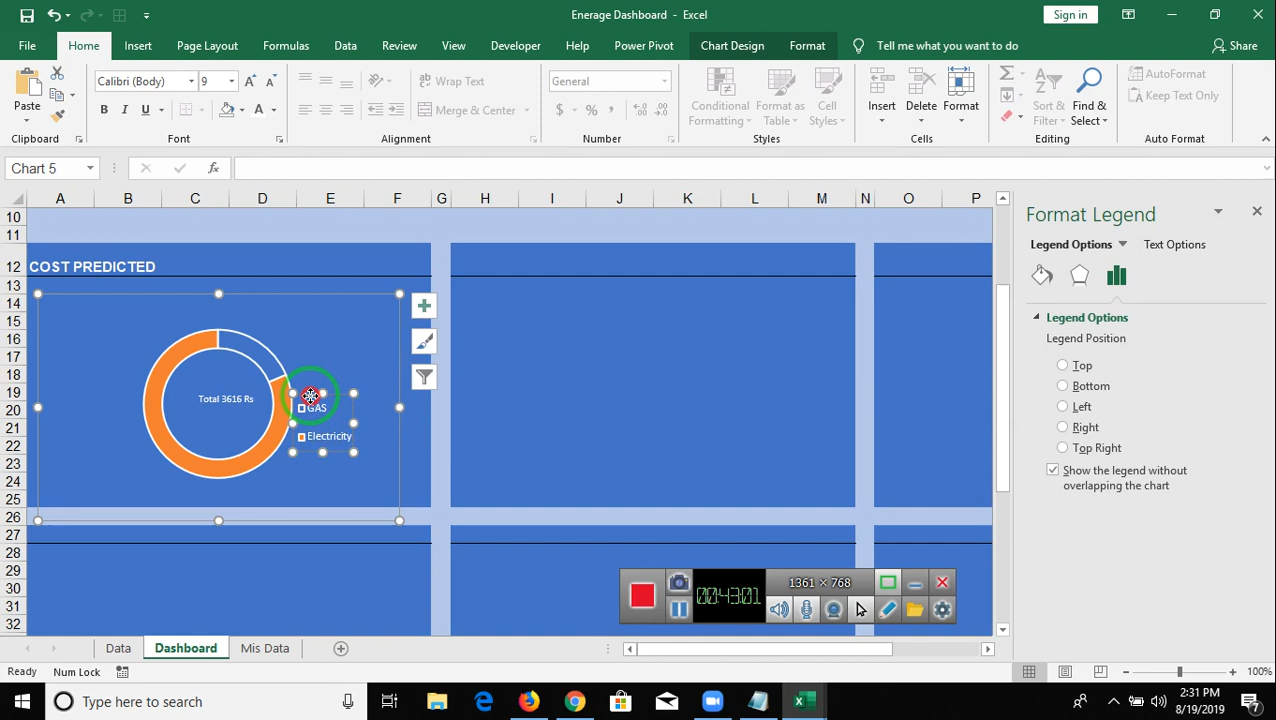 Enerage Dashboard - Excel
Sign in
File Home Insert Page Layout Formulas Data Review View Developer Help Power Pivot Chart Design Format Tell me what you want to do Share
Calibri (Body) 9
Wrap Text
General
AutoFormat
Paste
B I U
A
Merge & Center
$ % ,
Conditional Formatting
Format as Table
Cell Styles
Insert
Delete
Format
Sort & Filter
Find & Select
Keep Text Only
Clipboard
Font
Alignment
Number
Styles
Cells
Editing
Auto Format
Chart 5
fx
A B C D E F G H I J K L M N O P
10
11
12 COST PREDICTED
13
14
15
16
17
18
19
20
21
22
23
24
25
26
27
28
29
30
31
32
Total 3616 Rs
GAS
Electricity
Format Legend
Legend Options
Text Options
Legend Options
Legend Position
Top
Bottom
Left
Right
Top Right
Show the legend without
overlapping the chart
00:43:01
1361 × 768
Data Dashboard Mis Data
Ready Num Lock
100%
Type here to search
2:31 PM
8/19/2019
7